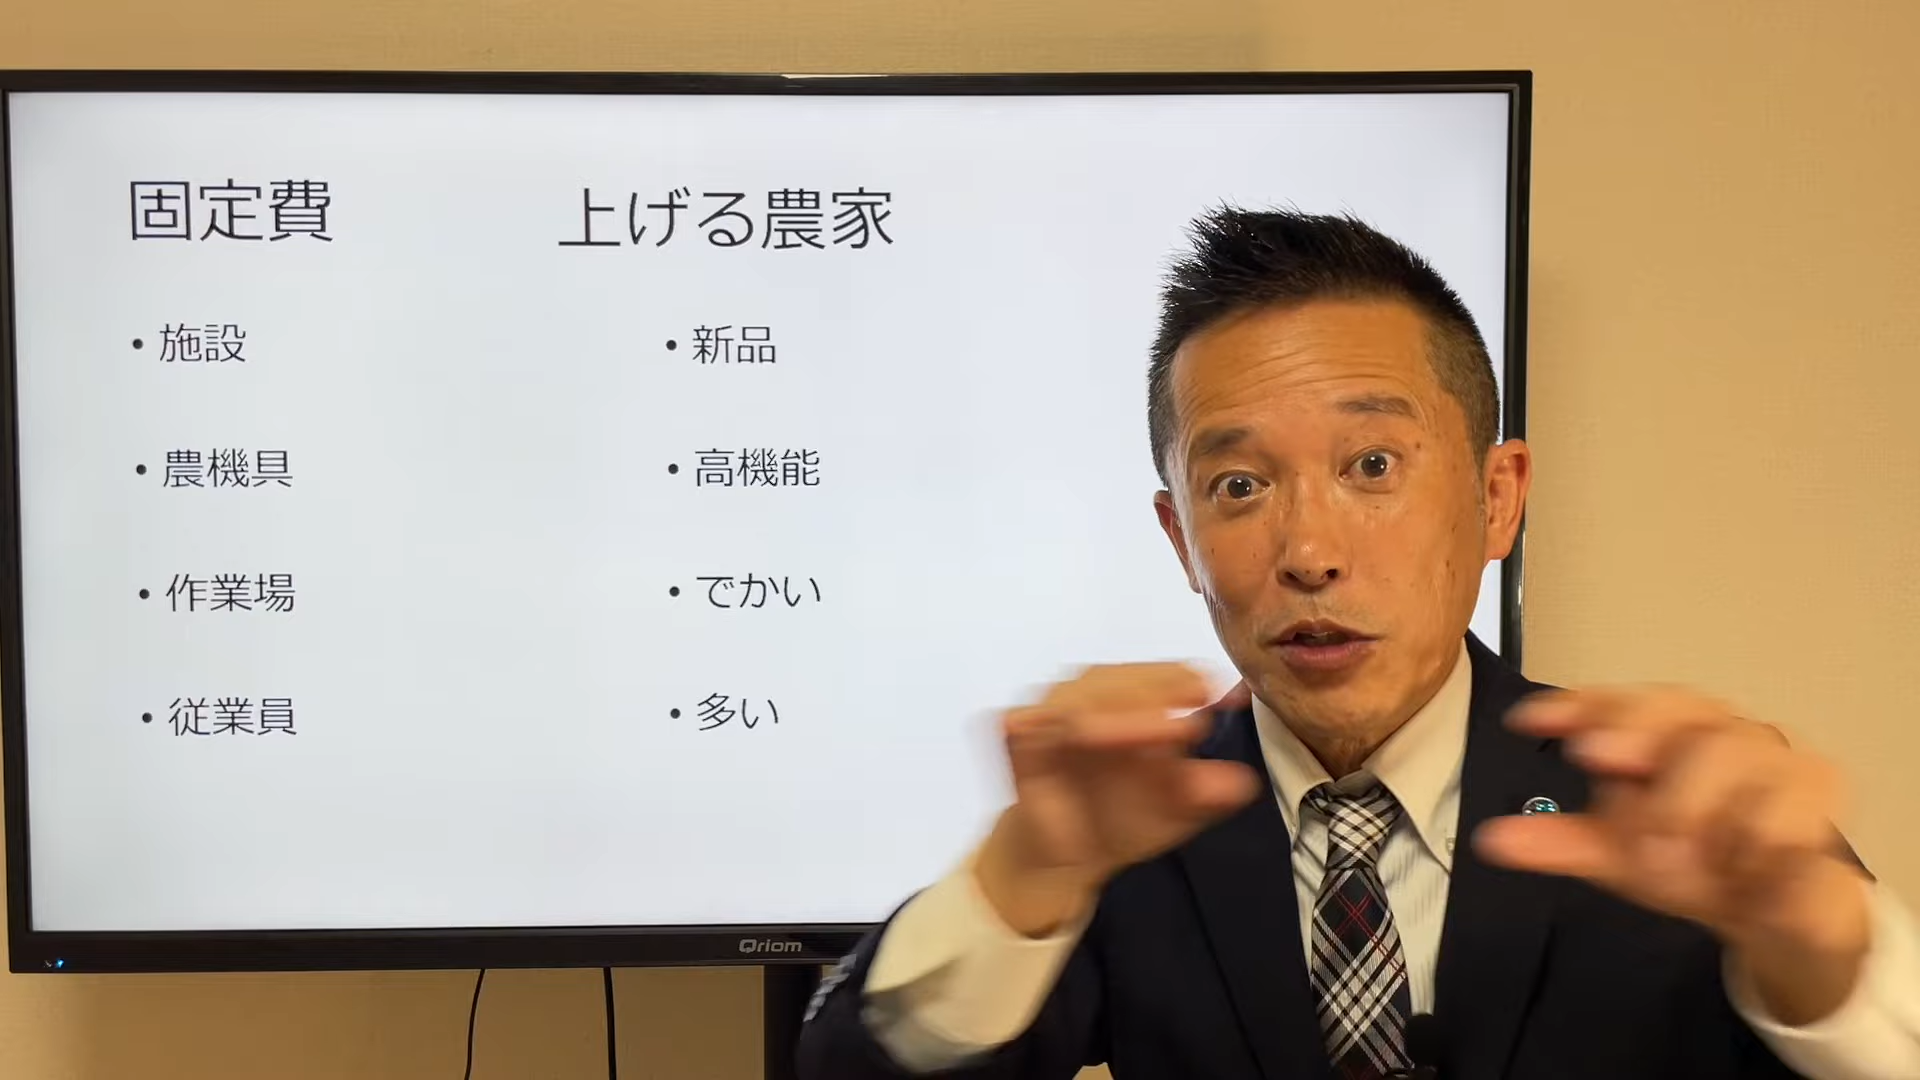 固定費 上げる農家
・施設 ・新品
・農機具 ・高機能
・作業場 ・でかい
・従業員 ・多い
Qriom